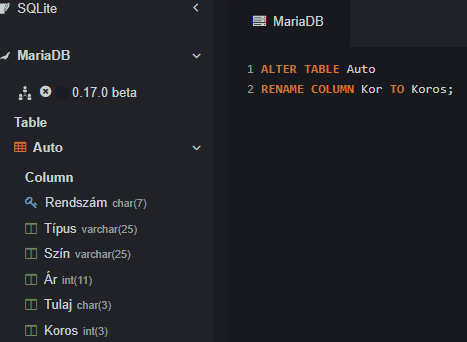 SQLite
MariaDB
MariaDB
0.17.0 beta
Table
Auto
Column
Rendszám char(7)
Típus varchar(25)
Szín varchar(25)
Ár int(11)
Tulaj char(3)
Koros int(3)
1 ALTER TABLE Auto
2 RENAME COLUMN Kor TO Koros;